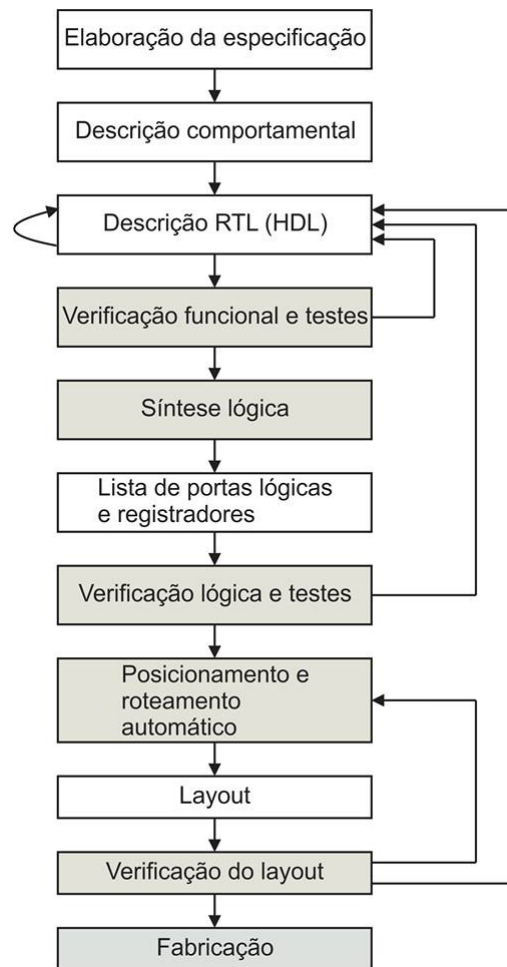 Elaboração da especificação
Descrição comportamental
Descrição RTL (HDL)
Verificação funcional e testes
Síntese lógica
Lista de portas lógicas
e registradores
Verificação lógica e testes
Posicionamento e
roteamento
automático
Layout
Verificação do layout
Fabricação